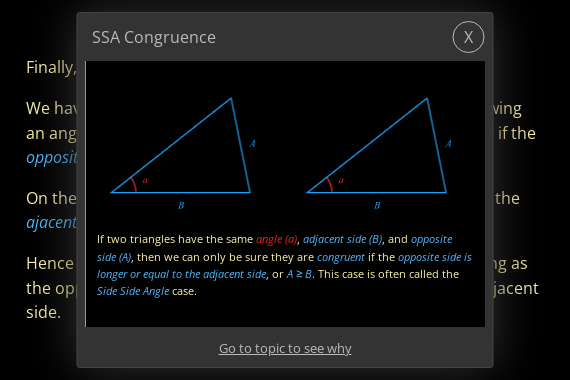 SSA Congruence
X
Finally,
We hav
wing
an ang
if the
opposit
On the
the
ajacent
Hence
ng as
the opp
jacent
side.
A
A
a
a
B
B
If two triangles have the same angle (a), adjacent side (B), and opposite
side (A), then we can only be sure they are congruent if the opposite side is
longer or equal to the adjacent side, or A ≥ B. This case is often called the
Side Side Angle case.
Go to topic to see why